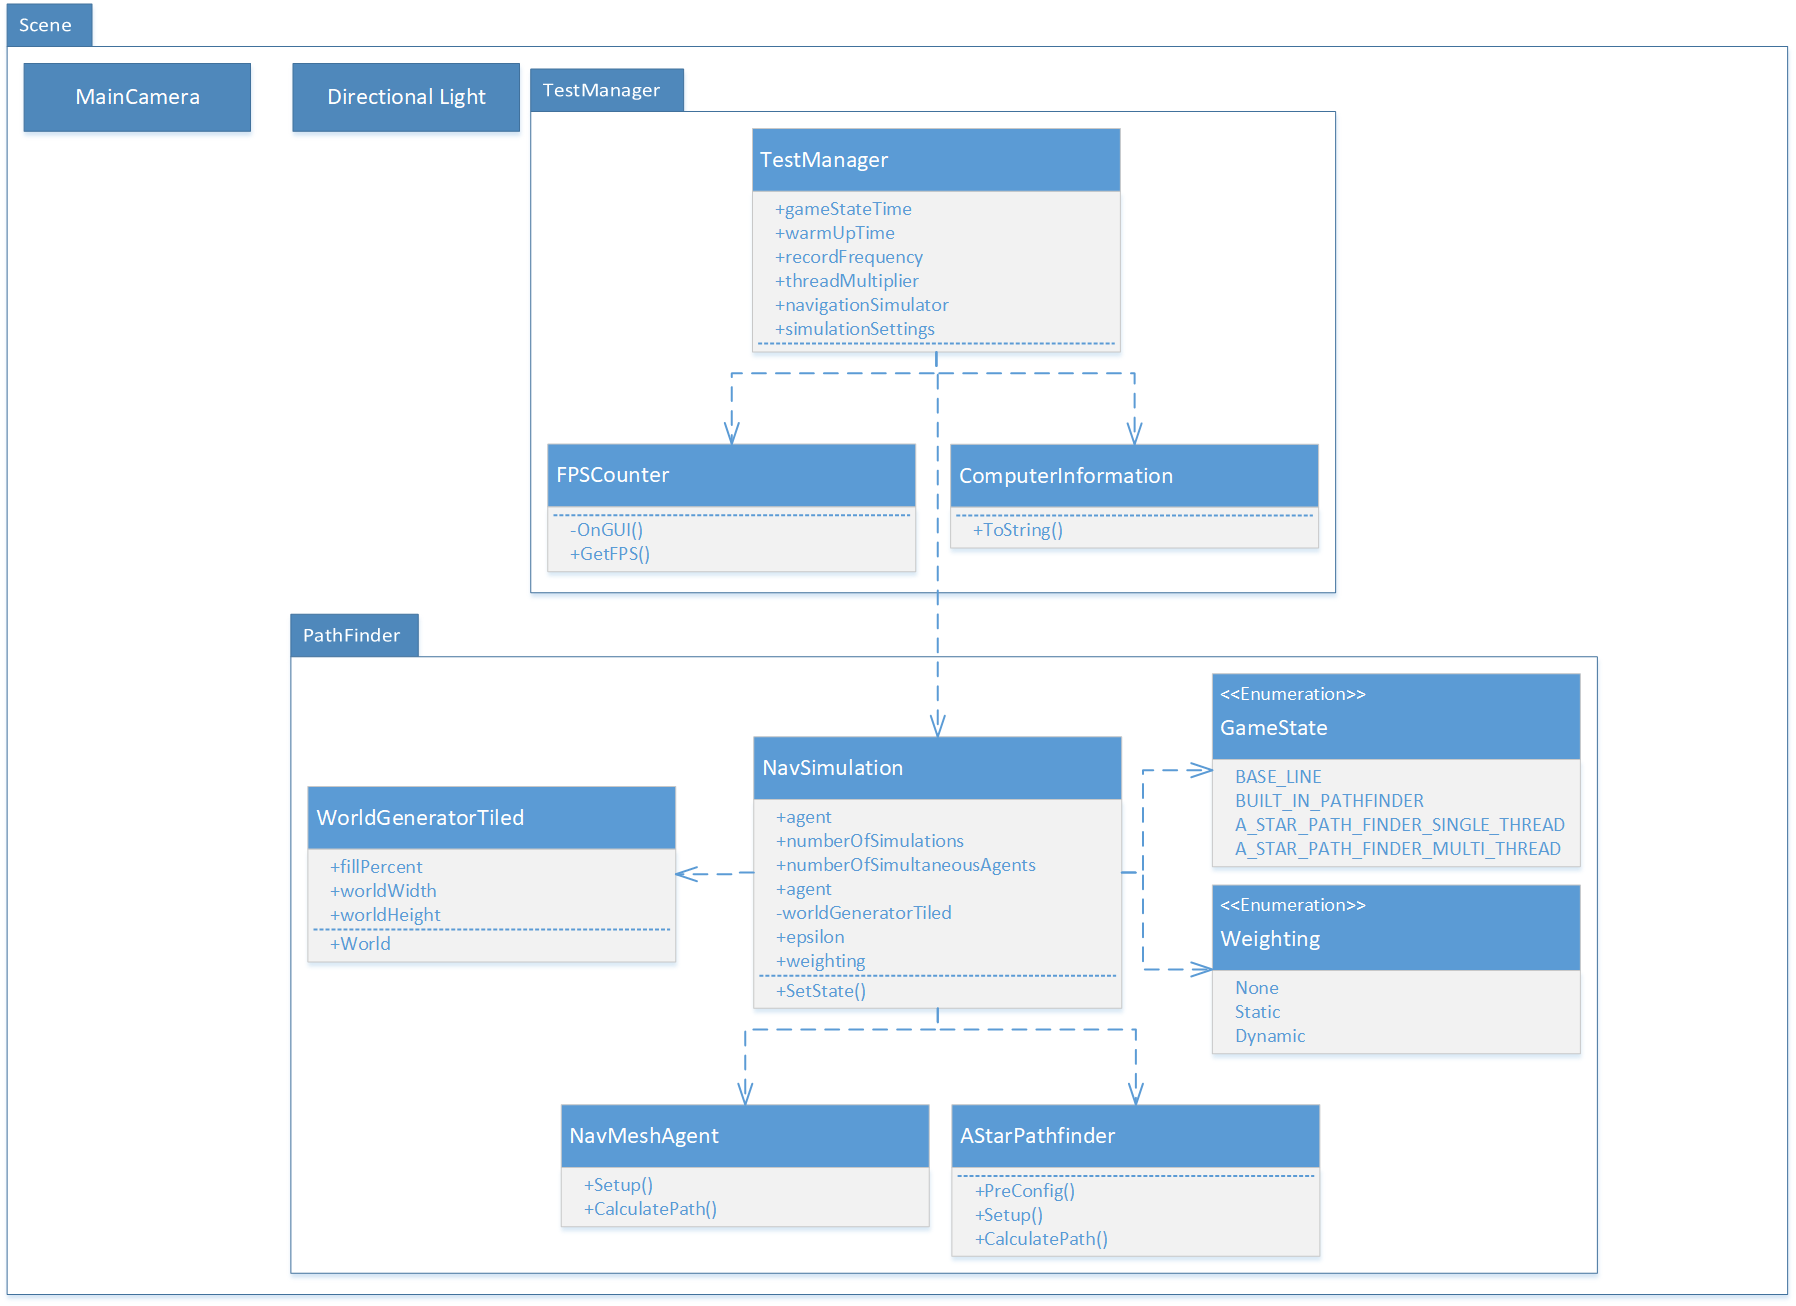 Scene
MainCamera
Directional Light
TestManager
TestManager
+gameStateTime
+warmUpTime
+recordFrequency
+threadMultiplier
+navigationSimulator
+simulationSettings
FPSCounter
-OnGUI()
+GetFPS()
ComputerInformation
+ToString()
PathFinder
WorldGeneratorTiled
+fillPercent
+worldWidth
+worldHeight
+World
NavSimulation
+agent
+numberOfSimulations
+numberOfSimultaneousAgents
+agent
-worldGeneratorTiled
+epsilon
+weighting
+SetState()
<<Enumeration>>
GameState
BASE_LINE
BUILT_IN_PATHFINDER
A_STAR_PATH_FINDER_SINGLE_THREAD
A_STAR_PATH_FINDER_MULTI_THREAD
<<Enumeration>>
Weighting
None
Static
Dynamic
NavMeshAgent
+Setup()
+CalculatePath()
AStarPathfinder
+PreConfig()
+Setup()
+CalculatePath()